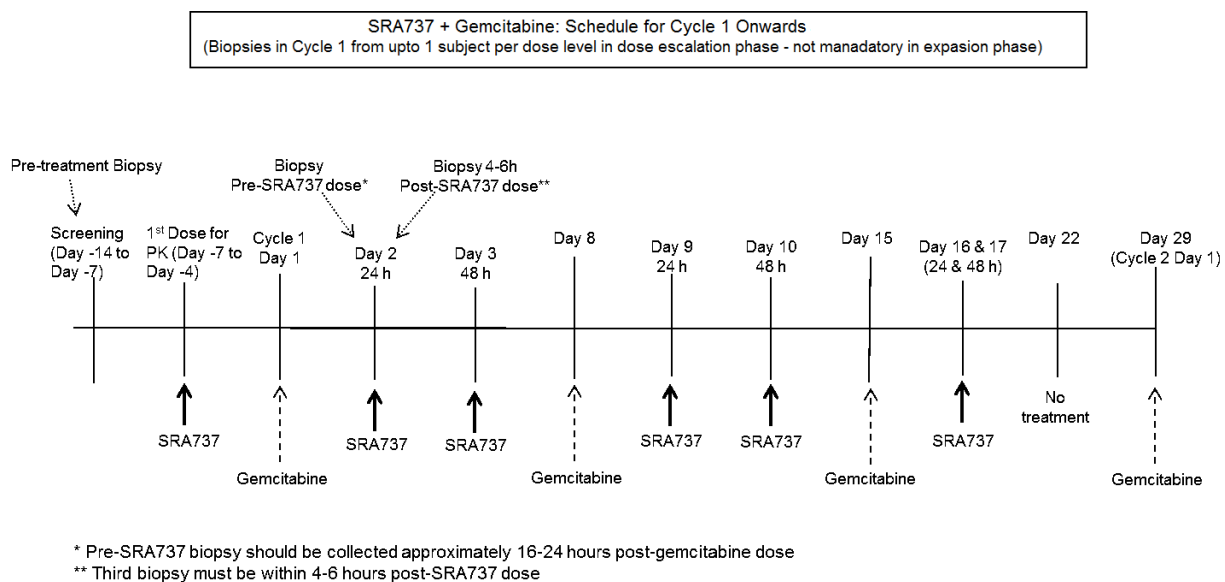 SRA737 + Gemcitabine: Schedule for Cycle 1 Onwards
(Biopsies in Cycle 1 from upto 1 subject per dose level in dose escalation phase - not manadatory in expasion phase)
Pre-treatment Biopsy
Biopsy
Pre-SRA737 dose*
Biopsy 4-6h
Post-SRA737 dose**
Screening
(Day -14 to
Day -7)
1st Dose for
PK (Day -7 to
Day -4)
Cycle 1
Day 1
Day 2
24 h
Day 3
48 h
Day 8
Day 9
24 h
Day 10
48 h
Day 15
Day 16 & 17
(24 & 48 h)
Day 22
Day 29
(Cycle 2 Day 1)
SRA737
Gemcitabine
SRA737
SRA737
Gemcitabine
SRA737
SRA737
Gemcitabine
SRA737
No
treatment
Gemcitabine
* Pre-SRA737 biopsy should be collected approximately 16-24 hours post-gemcitabine dose
** Third biopsy must be within 4-6 hours post-SRA737 dose